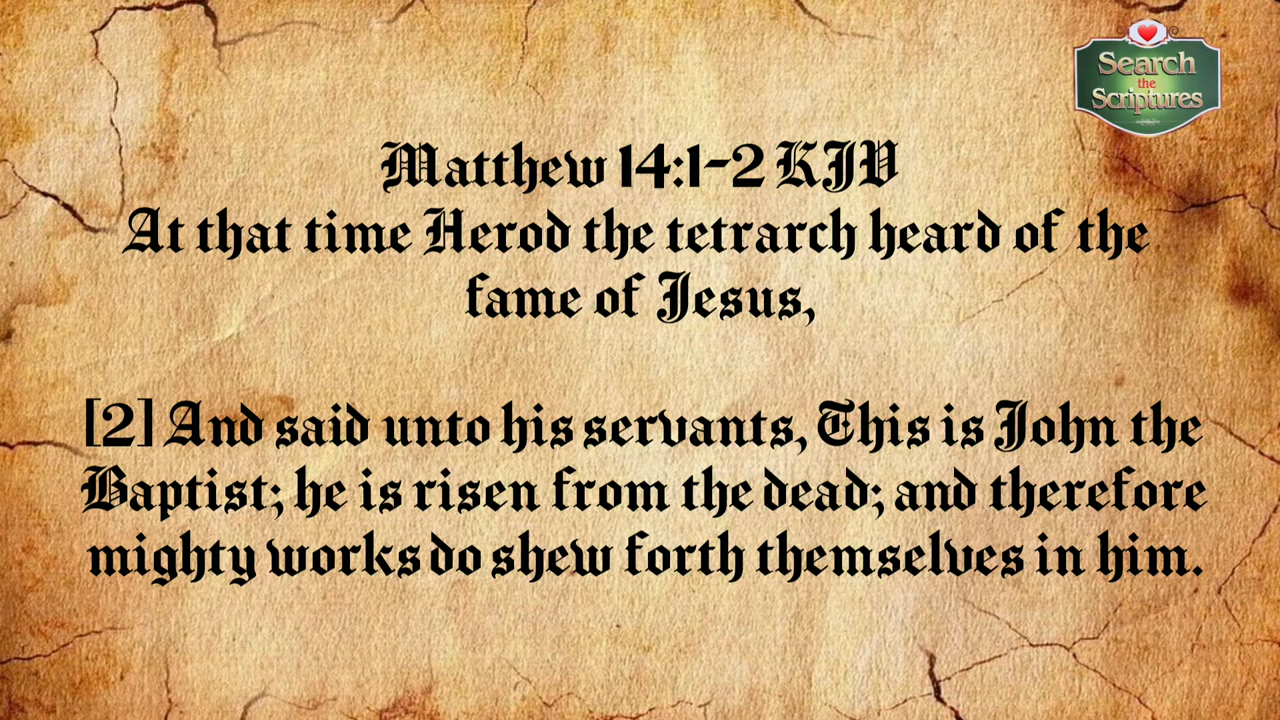 Search
the
Scriptures
Matthew 14:1-2 KJV
At that time Herod the tetrarch heard of the
fame of Jesus,
[2] And said unto his servants, This is John the
Baptist; he is risen from the dead; and therefore
mighty works do shew forth themselves in him.